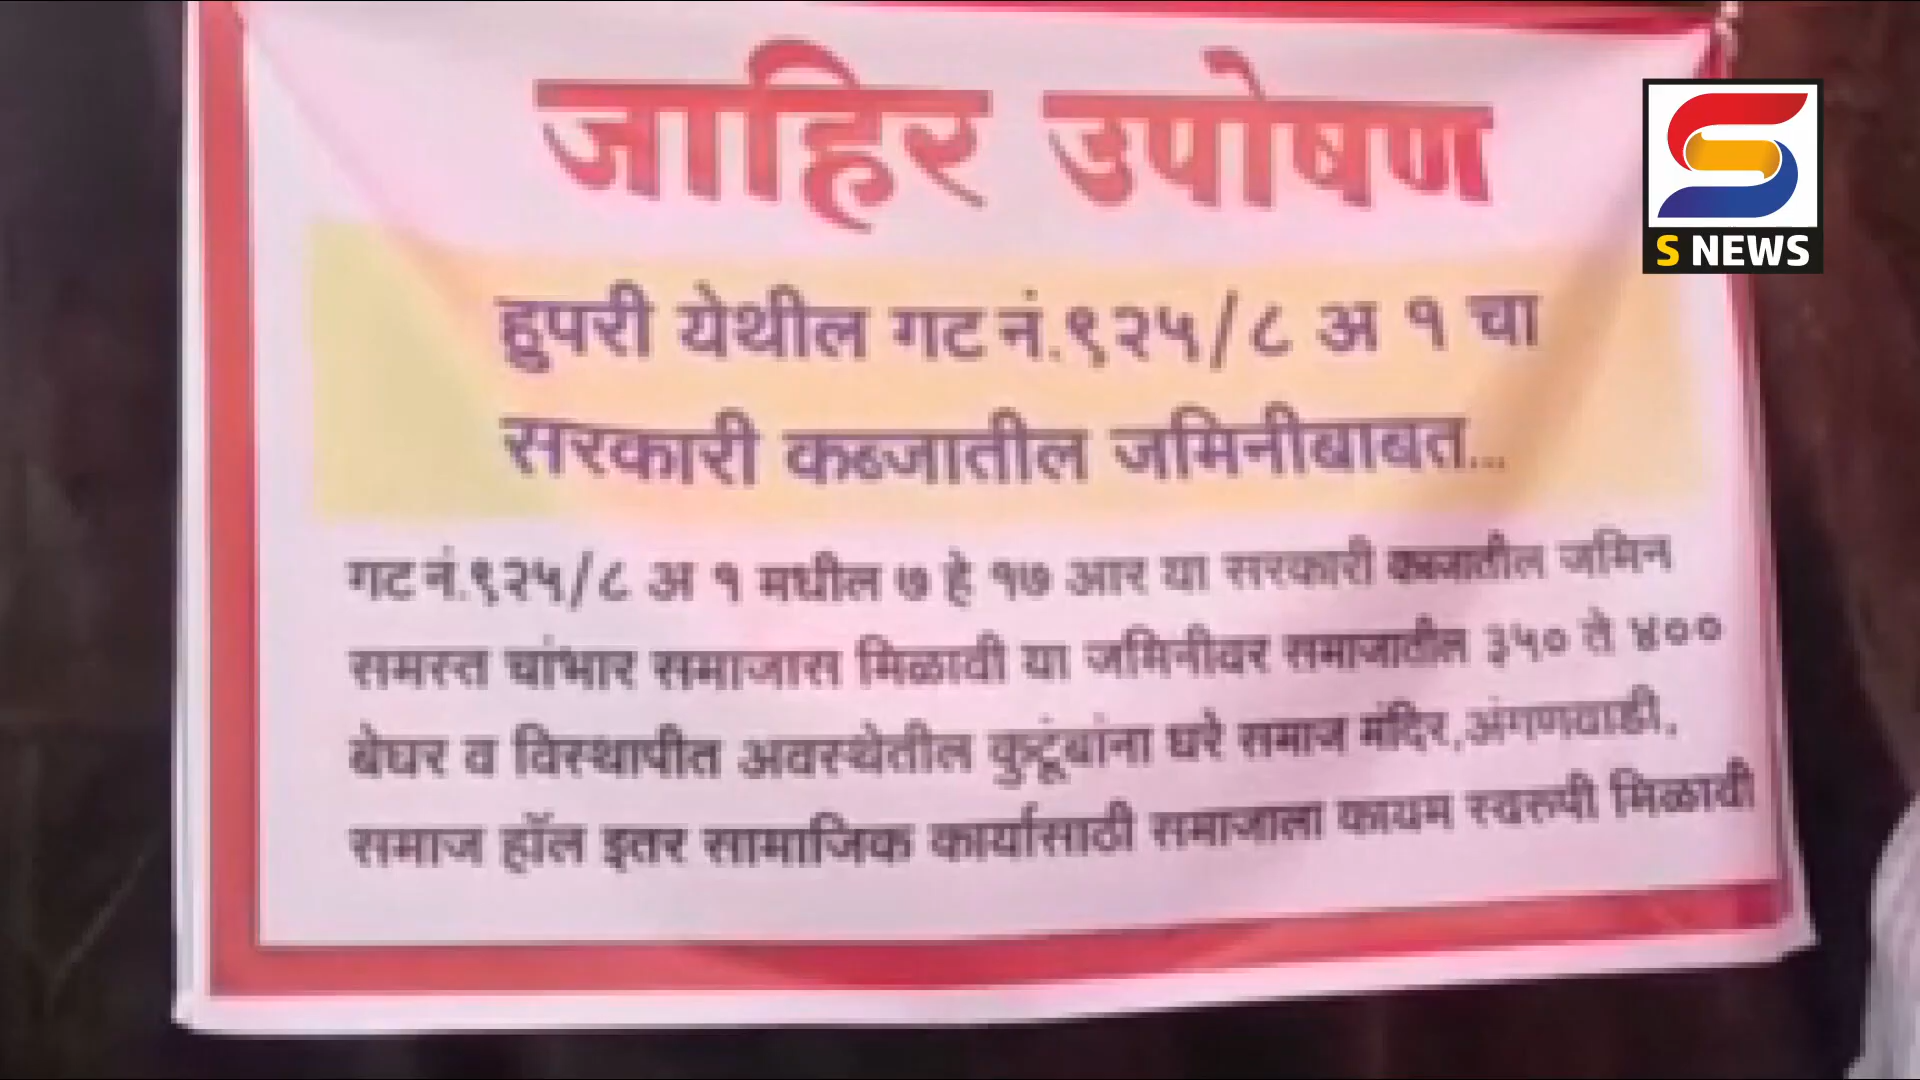 जाहिर उपोषण
S NEWS
हुपरी येथील गट नं.९२५/८ अ १ चा
सरकारी कब्जातील जमिनीबाबत...
गट नं.९२५/८ अ १ मधील ७ हे १७ आर या सरकारी कब्जातील जमिन
समस्त चांभार समाजास मिळावी या जमिनीवर समाजातील ३५० ते ४००
बेघर व विस्थापीत अवस्थेतील कुटूंबांना घरे समाज मंदिर,अंगणवाडी,
समाज हॉल इतर सामाजिक कार्यासाठी समाजाला कायम स्वरूपी मिळावी